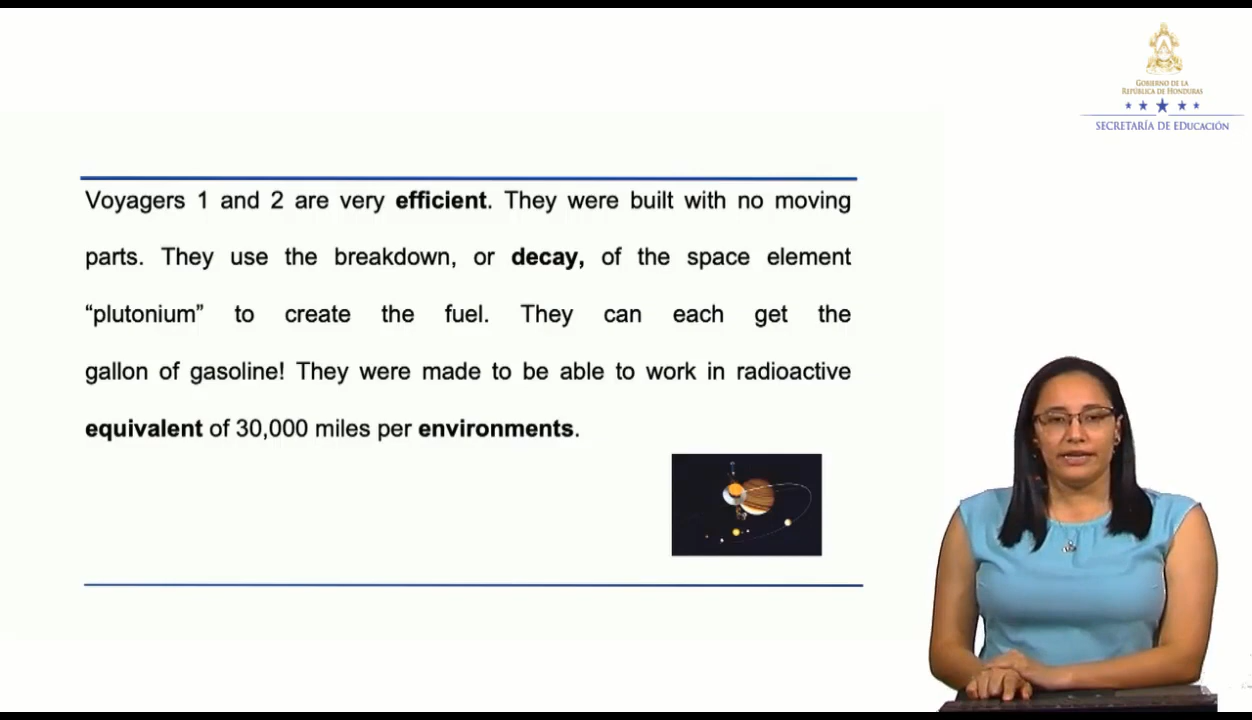 GOBIERNO DE LA
REPÚBLICA DE HONDURAS
SECRETARÍA DE EDUCACIÓN
Voyagers 1 and 2 are very efficient. They were built with no moving
parts. They use the breakdown, or decay, of the space element
“plutonium” to create the fuel. They can each get the
gallon of gasoline! They were made to be able to work in radioactive
equivalent of 30,000 miles per environments.